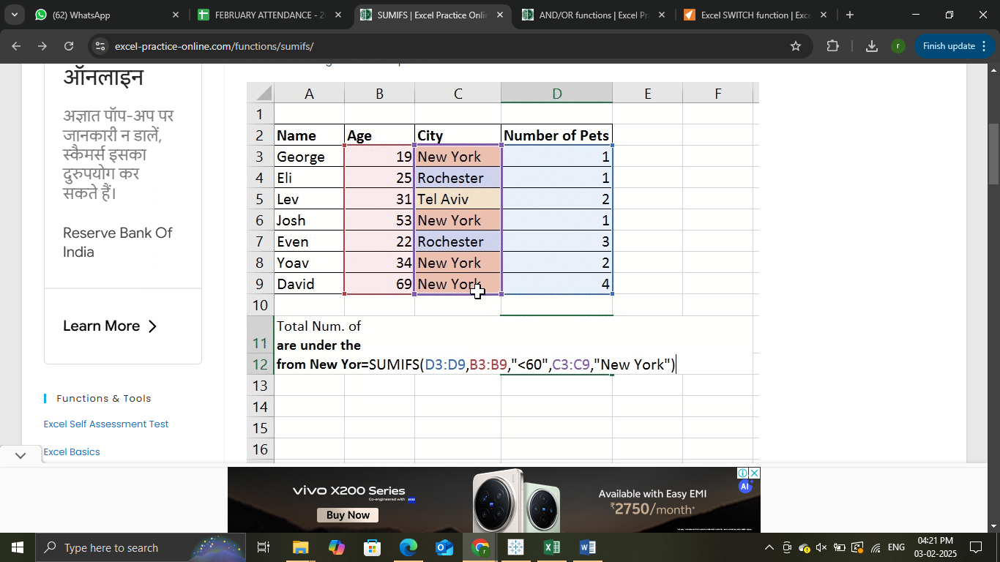 (62) WhatsApp
FEBRUARY ATTENDANCE - 2
SUMIFS | Excel Practice Onli
AND/OR functions | Excel Pr
Excel SWITCH function | Exce
excel-practice-online.com/functions/sumifs/
Finish update
ऑनलाइन
अज्ञात पॉप-अप पर
जानकारी न डालें,
स्कैमर्स इसका
दुरुपयोग कर
सकते हैं।
Reserve Bank Of
India
Learn More
Functions & Tools
Excel Self Assessment Test
Excel Basics
A B C D E F
1
2 Name Age City Number of Pets
3 George 19 New York 1
4 Eli 25 Rochester 1
5 Lev 31 Tel Aviv 2
6 Josh 53 New York 1
7 Even 22 Rochester 3
8 Yoav 34 New York 2
9 David 69 New York 4
10
Total Num. of
11 are under the
12 from New Yor=SUMIFS(D3:D9,B3:B9,"<60",C3:C9,"New York")
13
14
15
16
vivo X200 Series
Co-engineered with ZEISS
Buy Now
Available with Easy EMI
₹2750/month*
AI
Type here to search
ENG
04:21 PM
03-02-2025